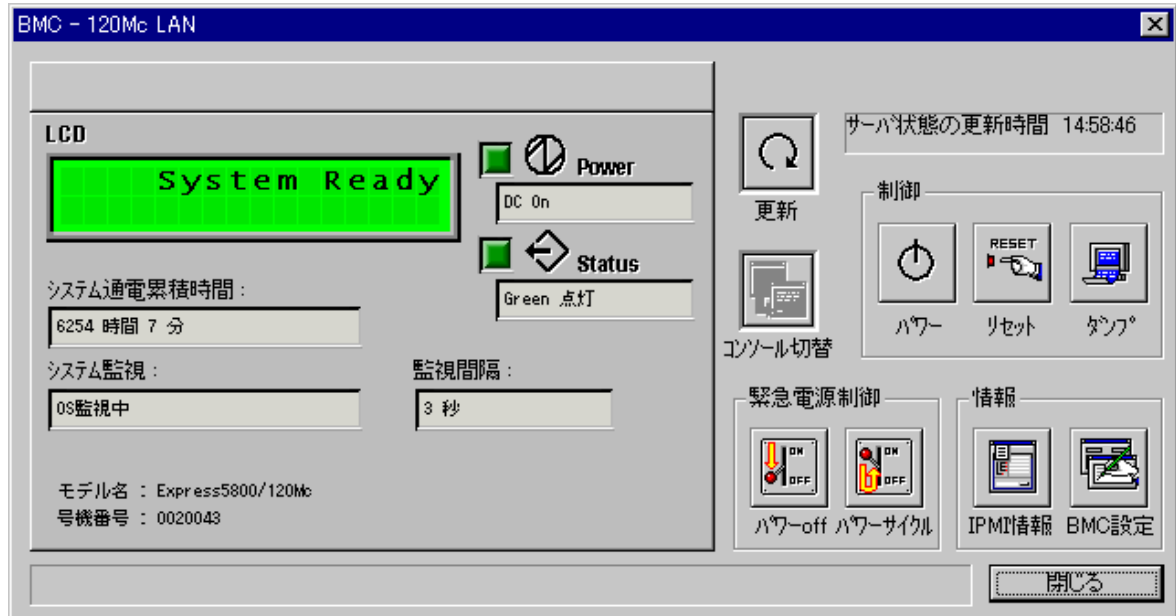 BMC - 120Mc LAN
LCD
System Ready
Power
DC On
Status
Green 点灯
システム通電累積時間 :
6254 時間 7 分
システム監視 :
OS監視中
監視間隔 :
3 秒
モデル名 : Express5800/120Mc
号機番号 : 0020043
更新
コンソール切替
サーバ状態の更新時間 14:58:46
制御
RESET
パワー
リセット
ダンプ
緊急電源制御
ON
OFF
ON
OFF
パワーoff
パワーサイクル
情報
IPMI情報
BMC設定
閉じる